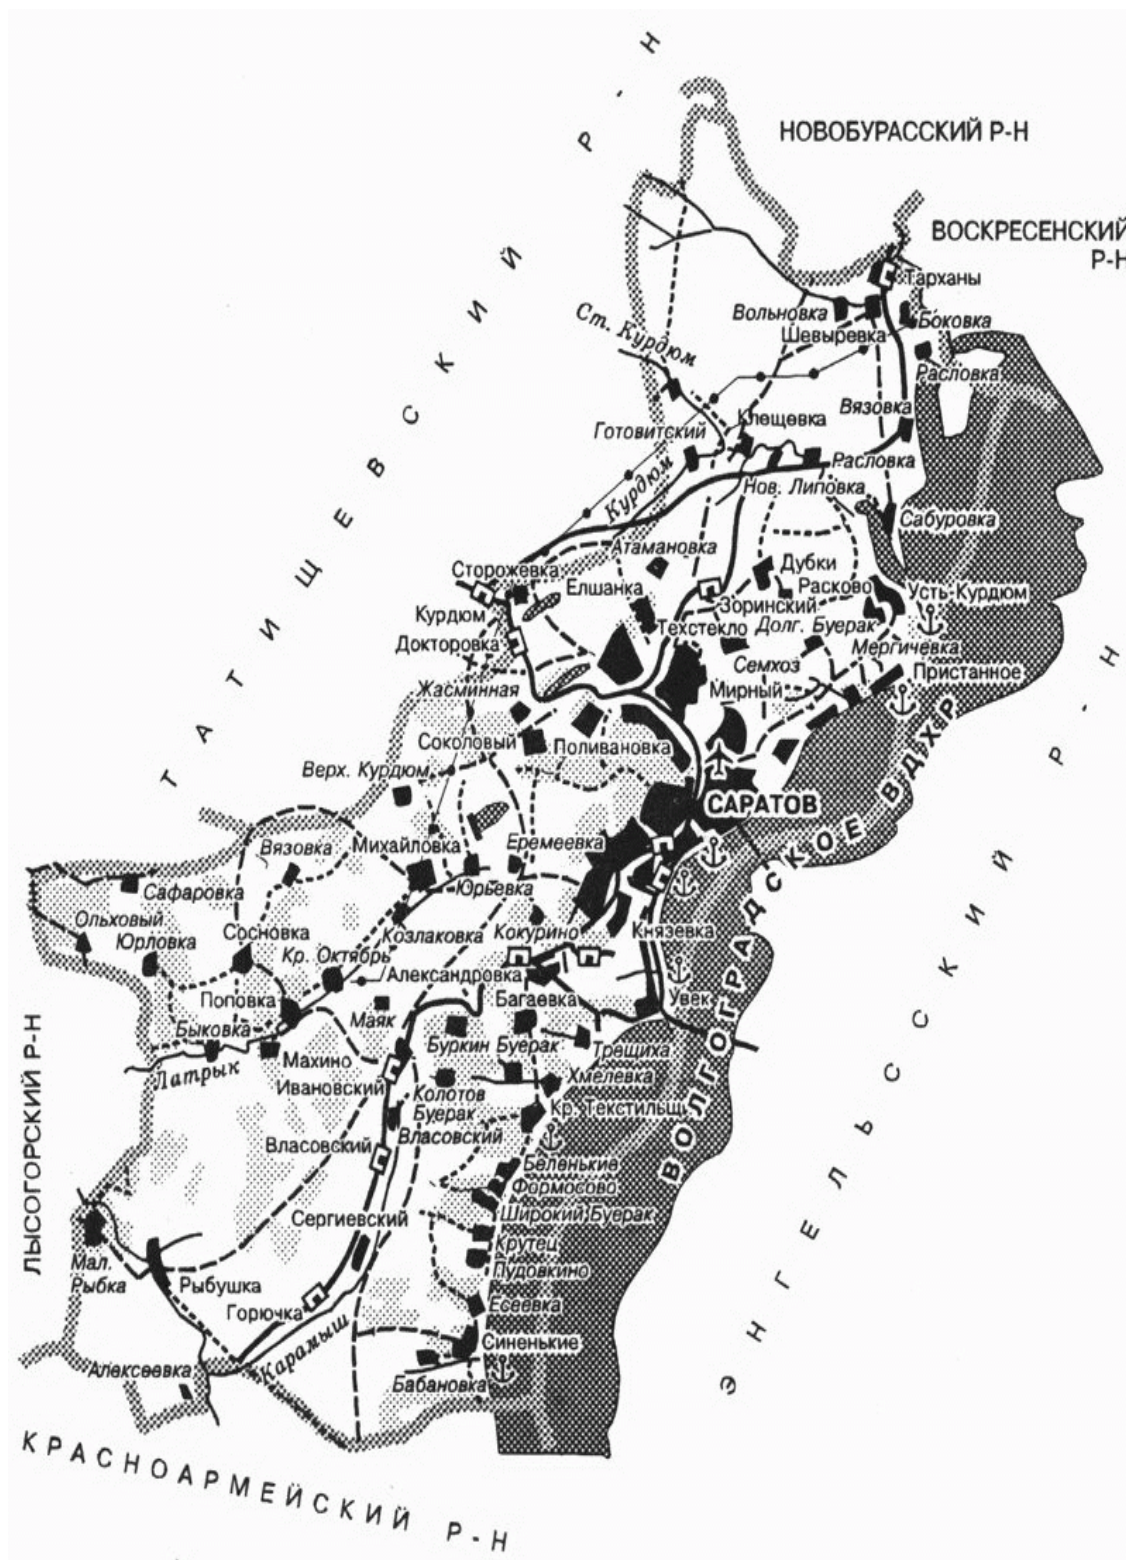 ТАТИЩЕВСКИЙ Р-Н
НОВОБУРАССКИЙ Р-Н
ВОСКРЕСЕНСКИЙ
Р-Н
Тарханы
Вольновка
Боковка
Шевыревка
Ст. Курдюм
Расловка
Вязовка
Клещевка
Готовитский
Расловка
Курдюм
Нов. Липовка
Сабуровка
Атамановка
Сторожевка
Дубки
Елшанка
Расково
Усть-Курдюм
Зоринский
Курдюм
Техстекло
Долг. Буерак
Докторовка
Мергичевка
Семхоз
Пристанное
Жасминная
Мирный
Соколовый
Поливановка
Верх. Курдюм
САРАТОВ
Вязовка
Михайловка
Еремеевка
Сафаровка
Юрьевка
Ольховый
Юрловка
Сосновка
Козлаковка
Кокурино
Князевка
Кр. Октябрь
Александровка
Поповка
Багаевка
Увек
Маяк
Быковка
Буркин Буерак
Трещиха
Латрык
Махино
Ивановский
Колотов
Буерак
Хмелевка
Кр. Текстильщ.
Власовский
Власовский
Беленькие
Формосово
Широкий Буерак
Сергиевский
Крутец
Мал.
Рыбка
Пудовкино
Рыбушка
Горючка
Есеевка
Карамыш
Синенькие
Алексеевка
Бабановка
ВОЛГОГРАДСКОЕ ВДХР.
ЭНГЕЛЬССКИЙ Р-Н
ЛЫСОГОРСКИЙ Р-Н
КРАСНОАРМЕЙСКИЙ Р-Н